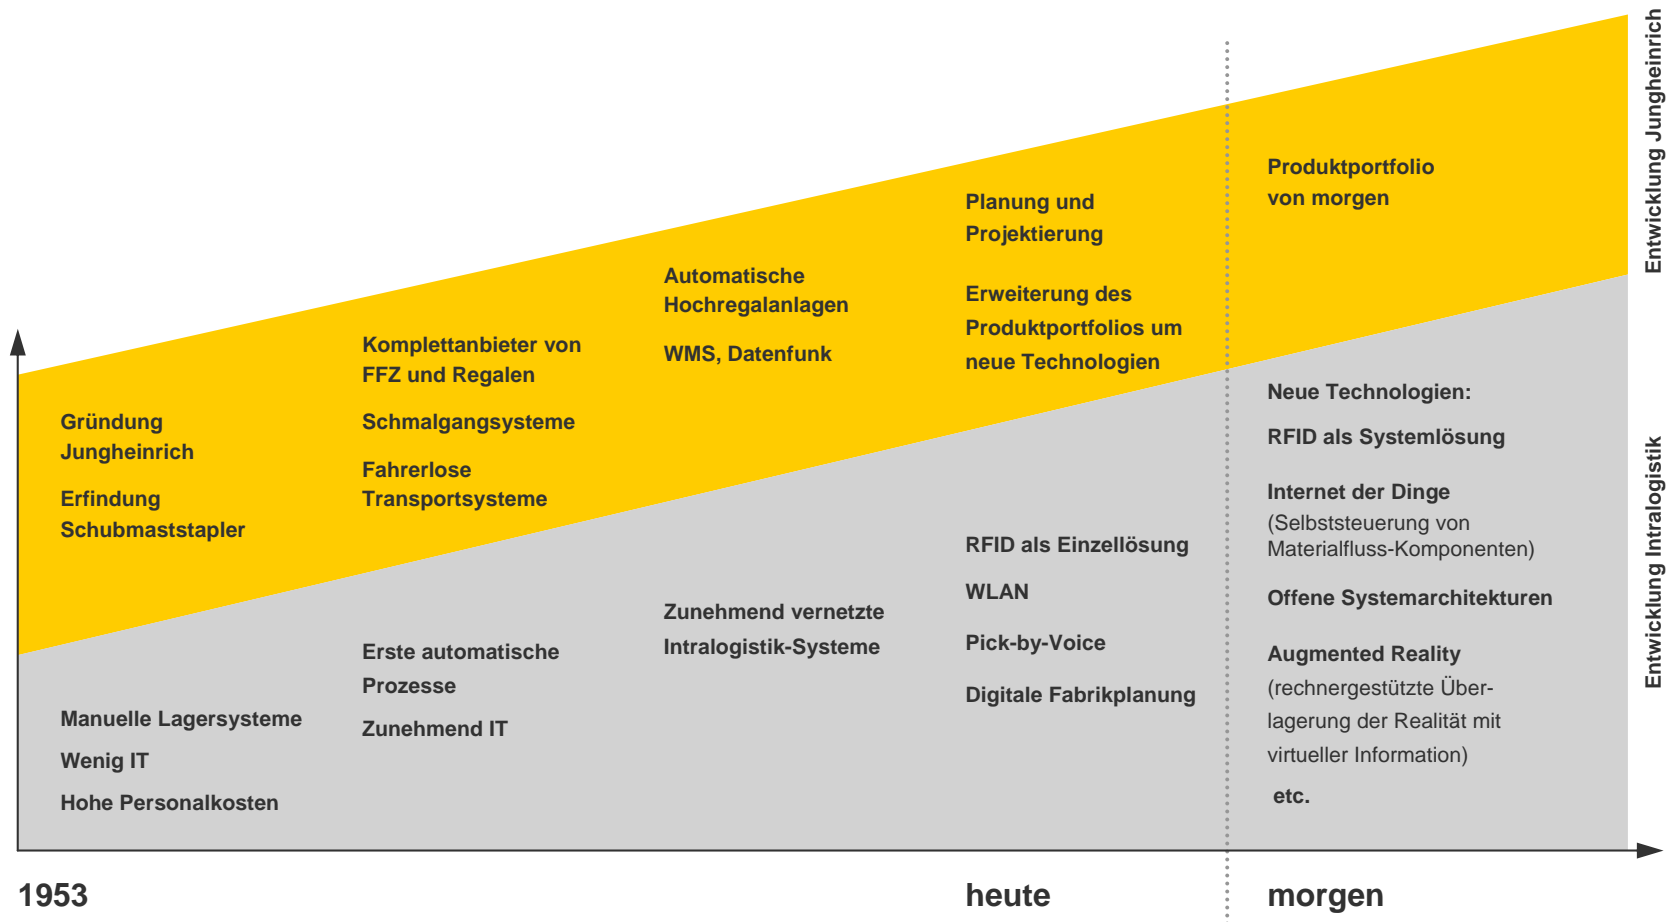 Gründung
Jungheinrich
Erfindung
Schubmaststapler
Komplettanbieter von
FFZ und Regalen
Schmalgangsysteme
Fahrerlose
Transportsysteme
Automatische
Hochregalanlagen
WMS, Datenfunk
Planung und
Projektierung
Erweiterung des
Produktportfolios um
neue Technologien
Produktportfolio
von morgen
Entwicklung Jungheinrich
Manuelle Lagersysteme
Wenig IT
Hohe Personalkosten
Erste automatische
Prozesse
Zunehmend IT
Zunehmend vernetzte
Intralogistik-Systeme
RFID als Einzellösung
WLAN
Pick-by-Voice
Digitale Fabrikplanung
Neue Technologien:
RFID als Systemlösung
Internet der Dinge
(Selbststeuerung von
Materialfluss-Komponenten)
Offene Systemarchitekturen
Augmented Reality
(rechnergestützte Über-
lagerung der Realität mit
virtueller Information)
etc.
Entwicklung Intralogistik
1953
heute
morgen